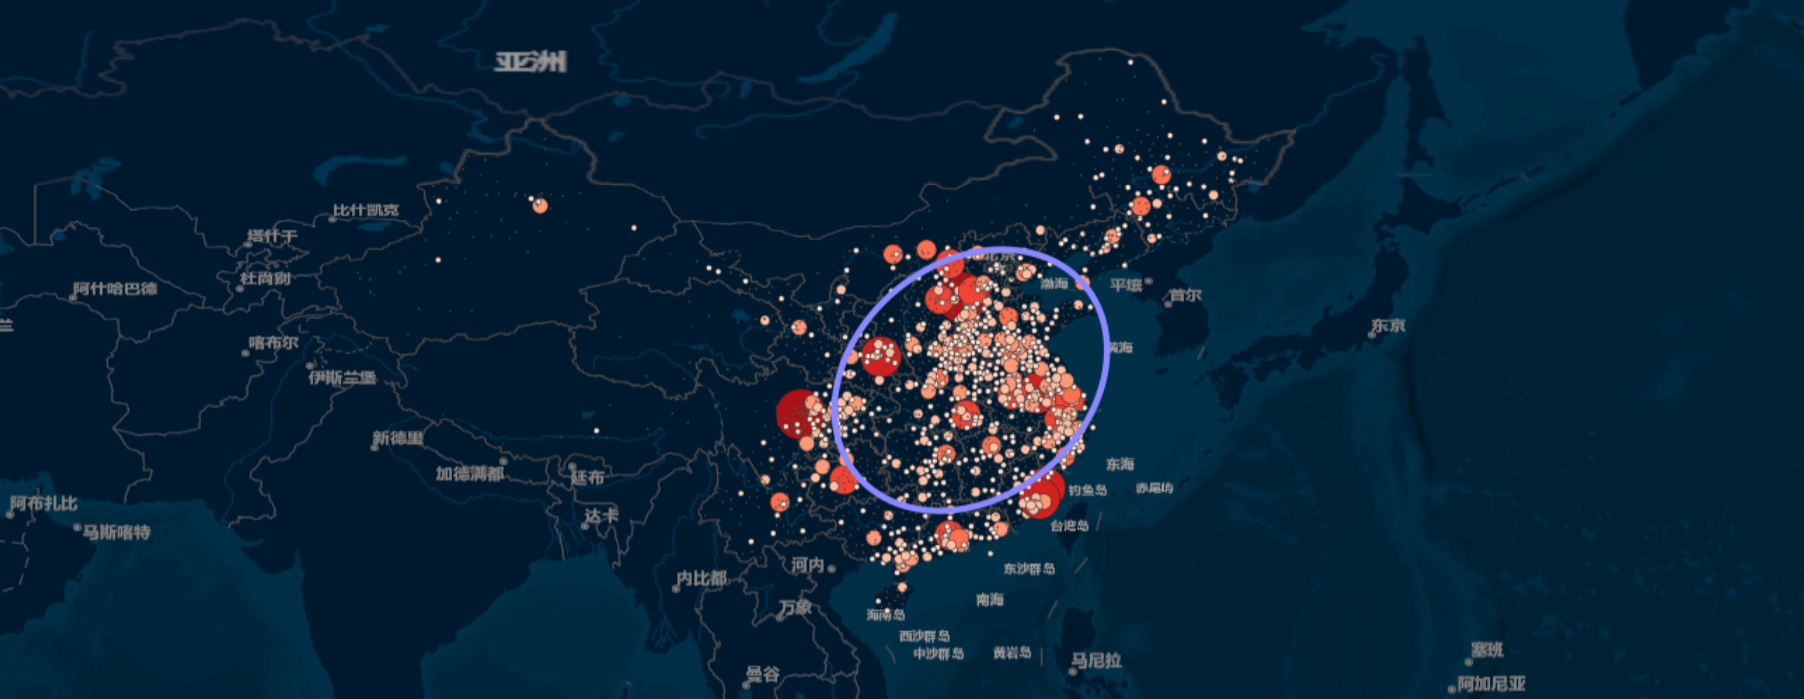 亚洲
比什凯克
塔什干
杜尚别
阿什哈巴德
北京
渤海
平壤
首尔
兰
喀布尔
东京
黄海
伊斯兰堡
新德里
加德满都
廷布
东海
钓鱼岛
赤尾屿
阿布扎比
马斯喀特
达卡
台湾岛
河内
内比都
东沙群岛
万象
南海
海南岛
西沙群岛
中沙群岛
黄岩岛
马尼拉
塞班
曼谷
阿加尼亚